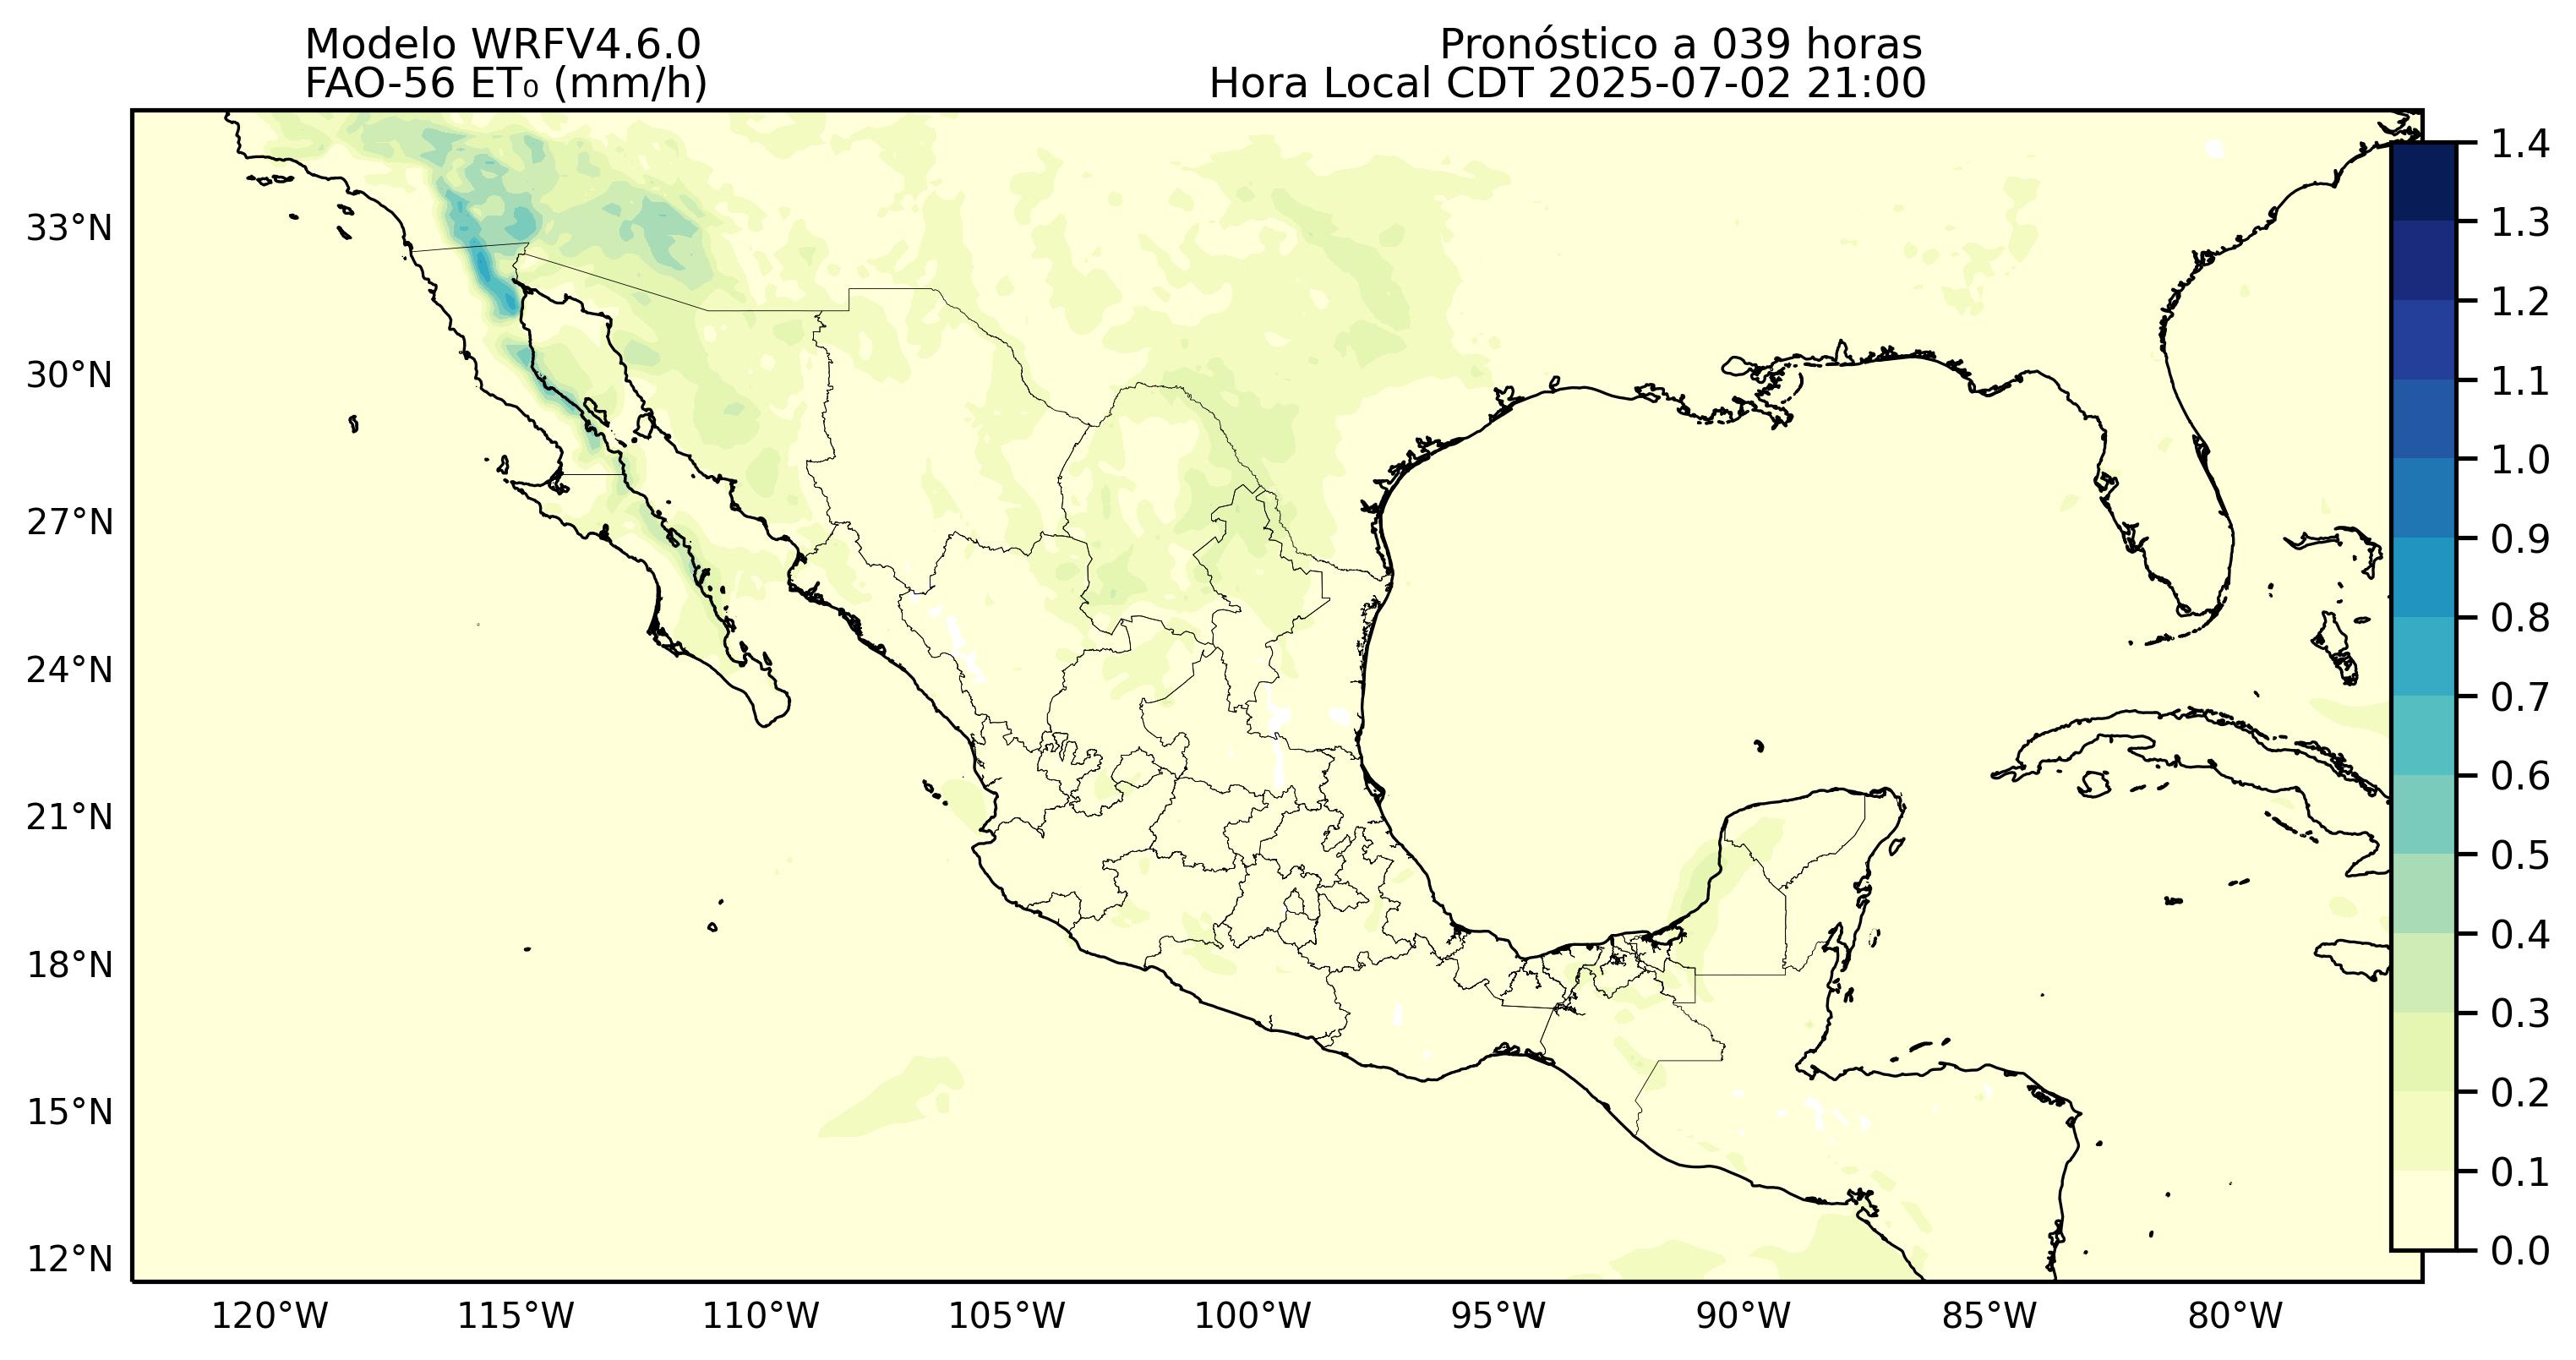 Modelo WRFV4.6.0
FAO-56 ET₀ (mm/h)
Pronóstico a 039 horas
Hora Local CDT 2025-07-02 21:00
33°N
30°N
27°N
24°N
21°N
18°N
15°N
12°N
120°W
115°W
110°W
105°W
100°W
95°W
90°W
85°W
80°W
1.4
1.3
1.2
1.1
1.0
0.9
0.8
0.7
0.6
0.5
0.4
0.3
0.2
0.1
0.0